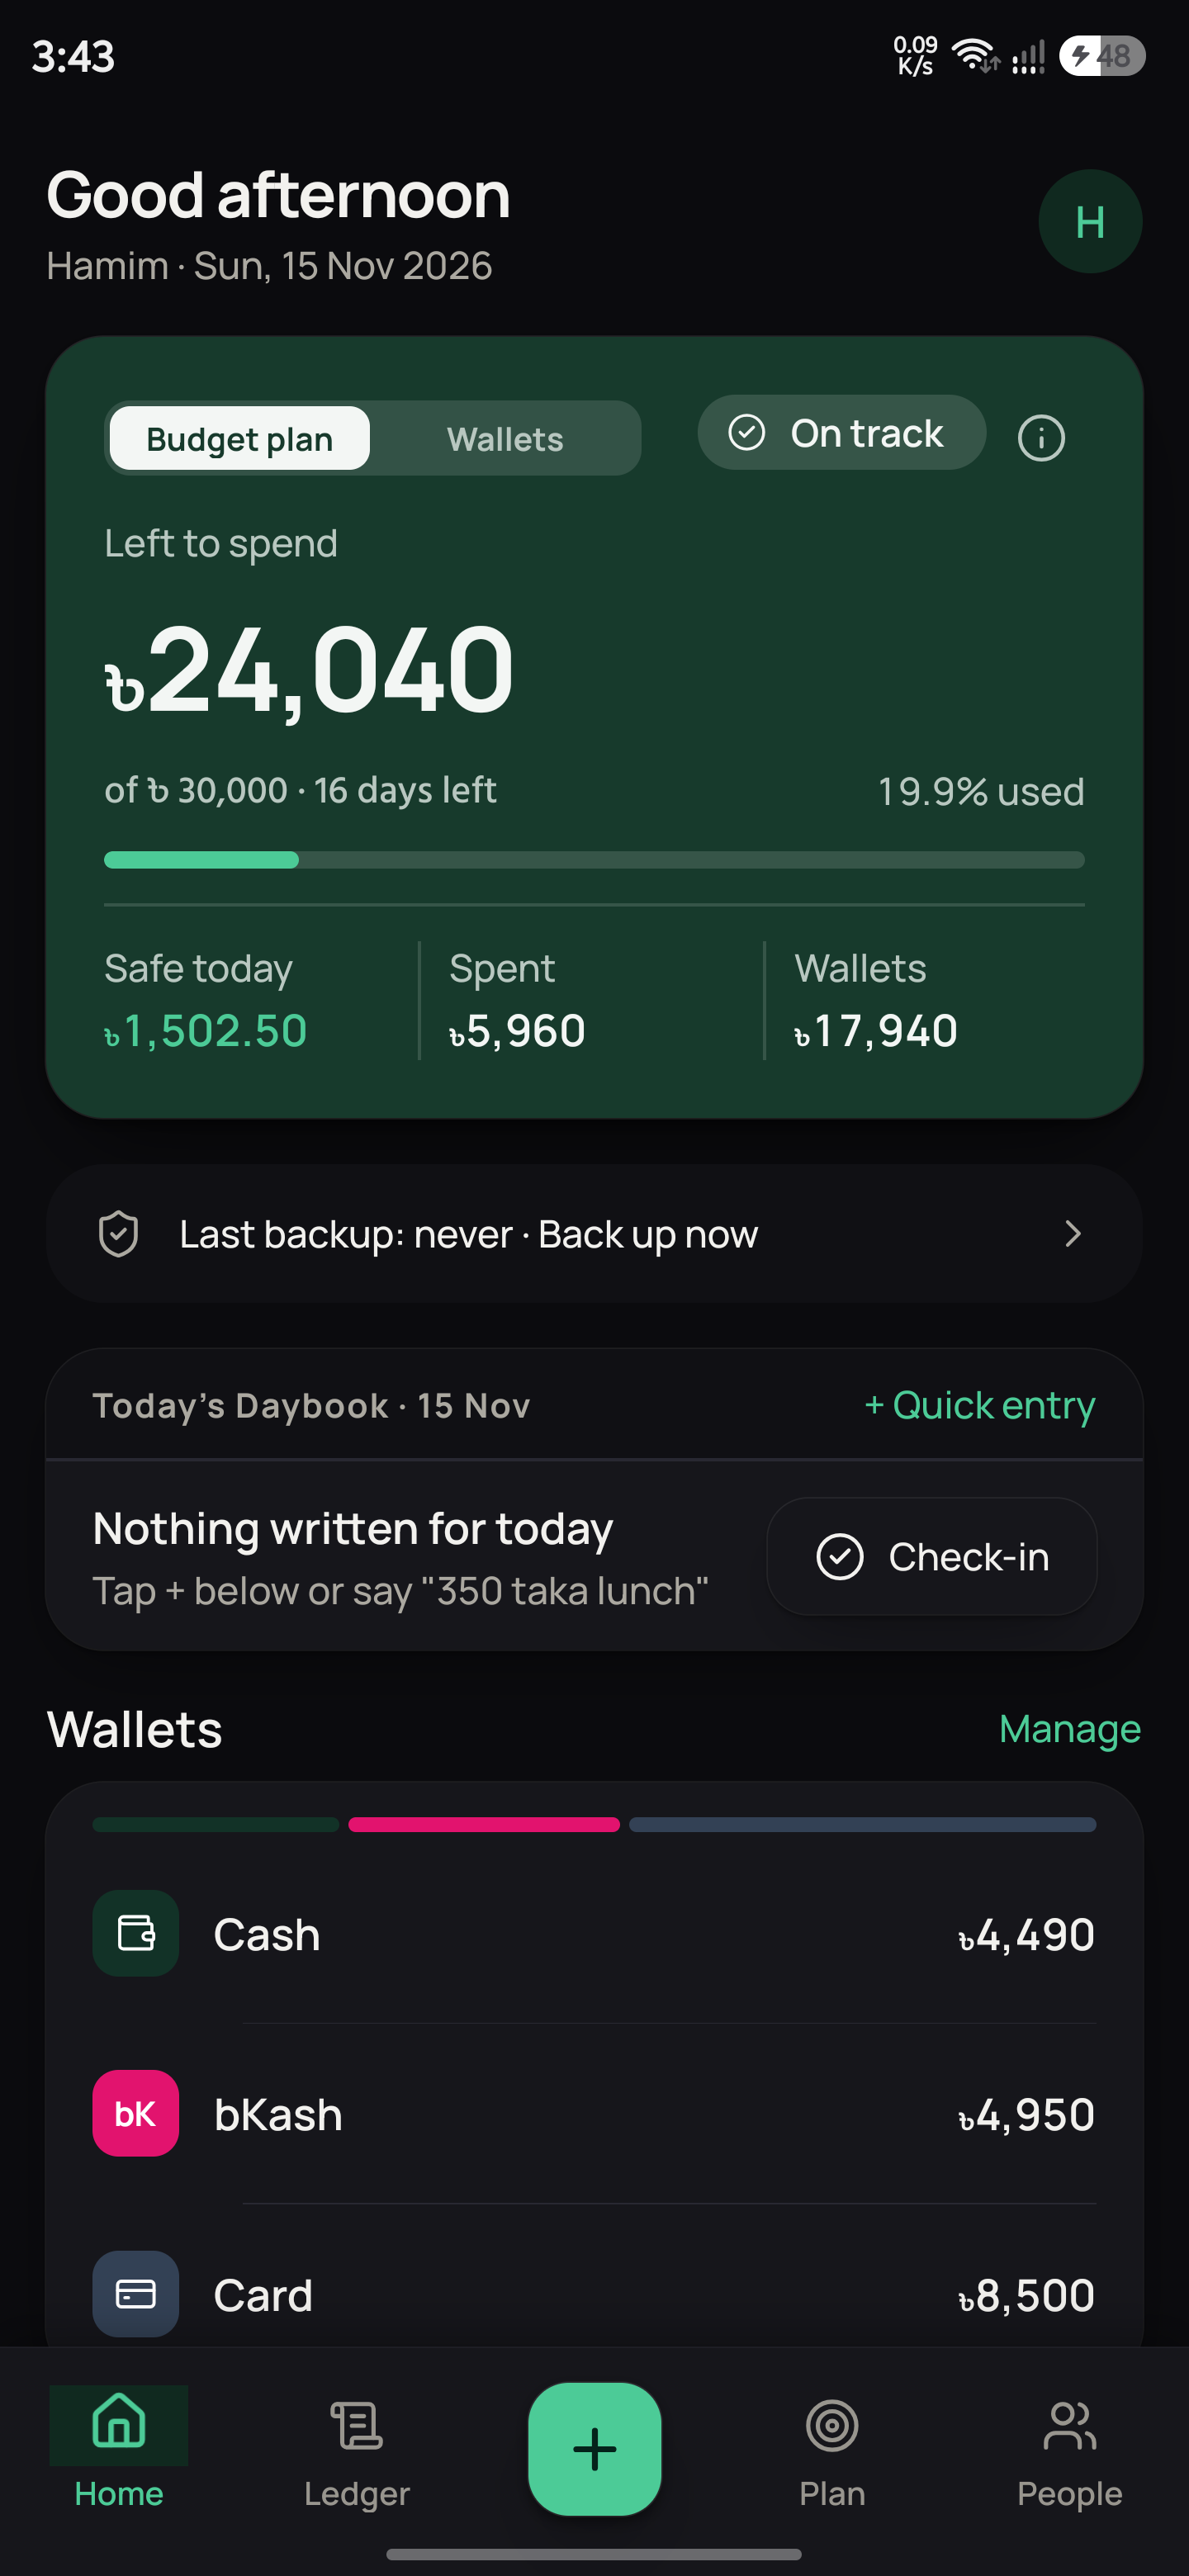 3:43
0.09
K/s
48
Good afternoon
Hamim · Sun, 15 Nov 2026
H
Budget plan
Wallets
On track
Left to spend
৳24,040
of ৳ 30,000 · 16 days left
19.9% used
Safe today
Spent
Wallets
৳1,502.50
৳5,960
৳17,940
Last backup: never · Back up now
Today's Daybook · 15 Nov
+ Quick entry
Nothing written for today
Tap + below or say "350 taka lunch"
Check-in
Wallets
Manage
Cash
৳4,490
bK
bKash
৳4,950
Card
৳8,500
Home
Ledger
Plan
People